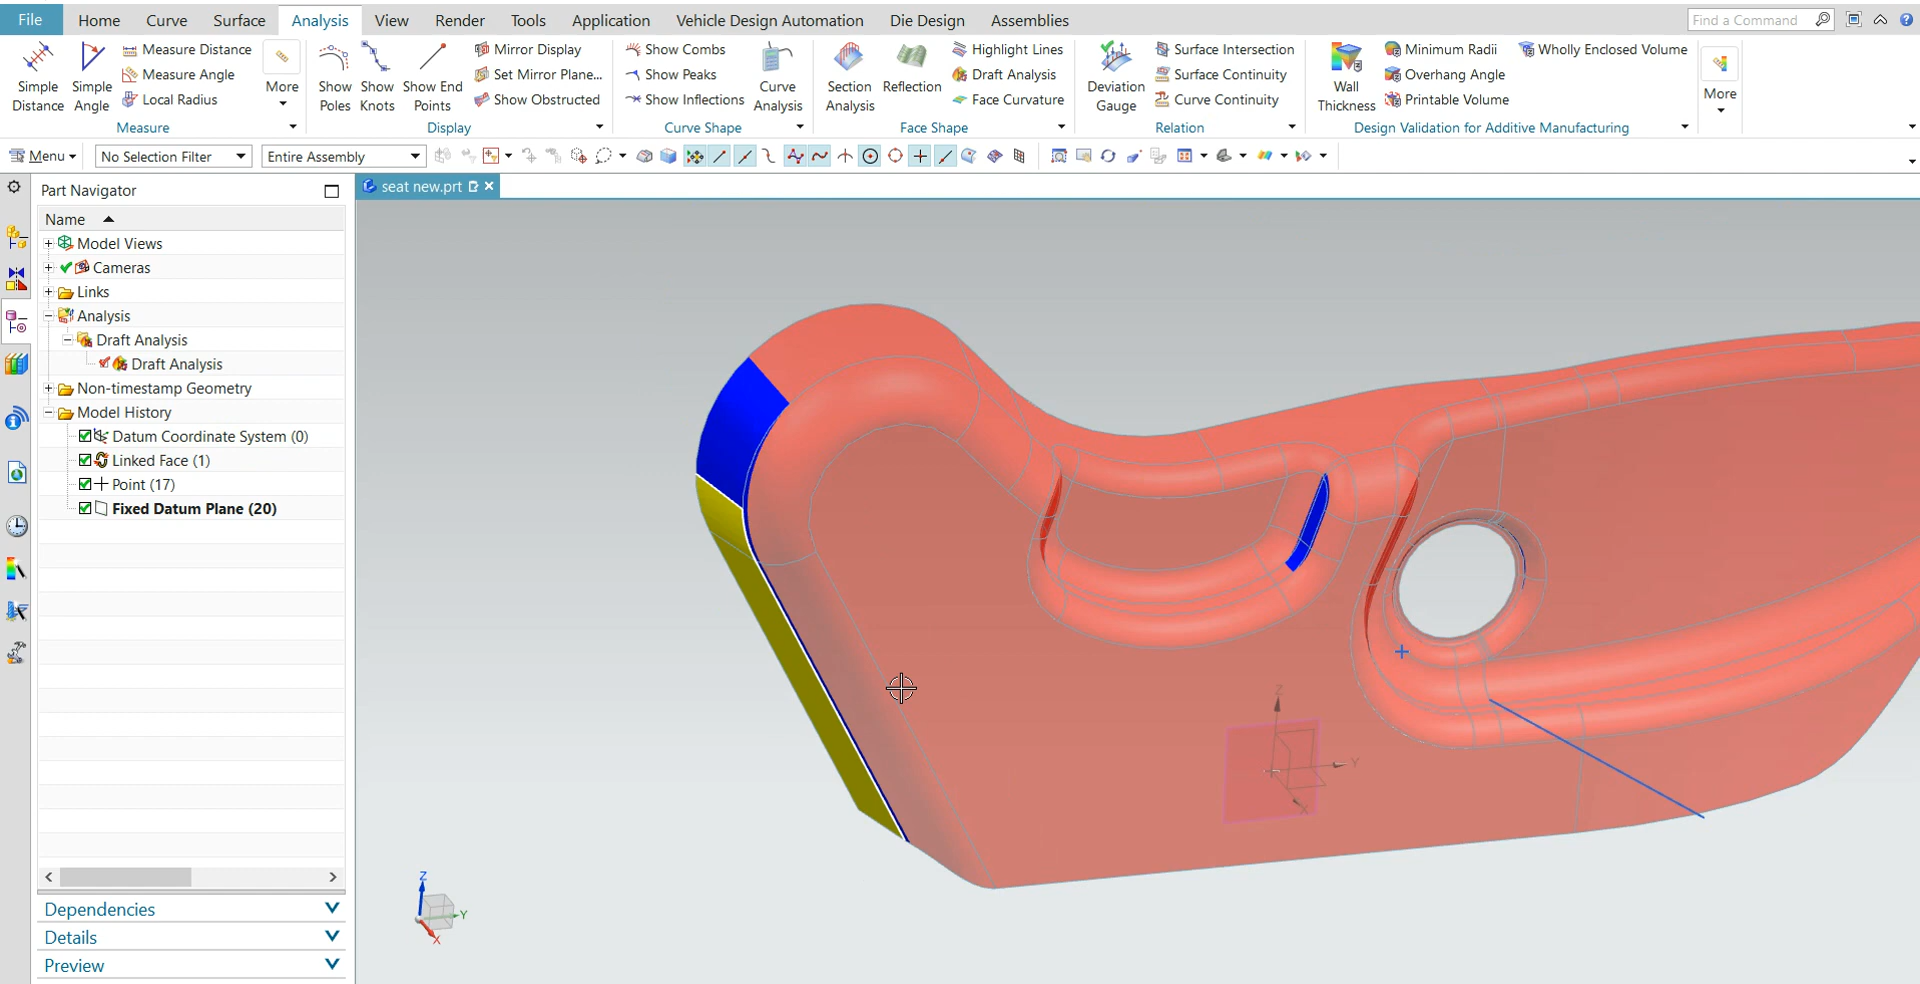 File Home Curve Surface Analysis View Render Tools Application Vehicle Design Automation Die Design Assemblies Find a Command
Simple Distance
Simple Angle
Measure Distance
Measure Angle
Local Radius
More
Measure
Show Poles
Show Knots
Show End Points
Mirror Display
Set Mirror Plane...
Show Obstructed
Display
Show Combs
Show Peaks
Show Inflections
Curve Analysis
Curve Shape
Section Analysis
Reflection
Highlight Lines
Draft Analysis
Face Curvature
Face Shape
Deviation Gauge
Surface Intersection
Surface Continuity
Curve Continuity
Relation
Wall Thickness
Minimum Radii
Overhang Angle
Printable Volume
Wholly Enclosed Volume
Design Validation for Additive Manufacturing
More
Menu No Selection Filter Entire Assembly
Part Navigator
seat new.prt
Name
Model Views
Cameras
Links
Analysis
Draft Analysis
Draft Analysis
Non-timestamp Geometry
Model History
Datum Coordinate System (0)
Linked Face (1)
Point (17)
Fixed Datum Plane (20)
Dependencies
Details
Preview
Z
Y
X
Z
Y
X